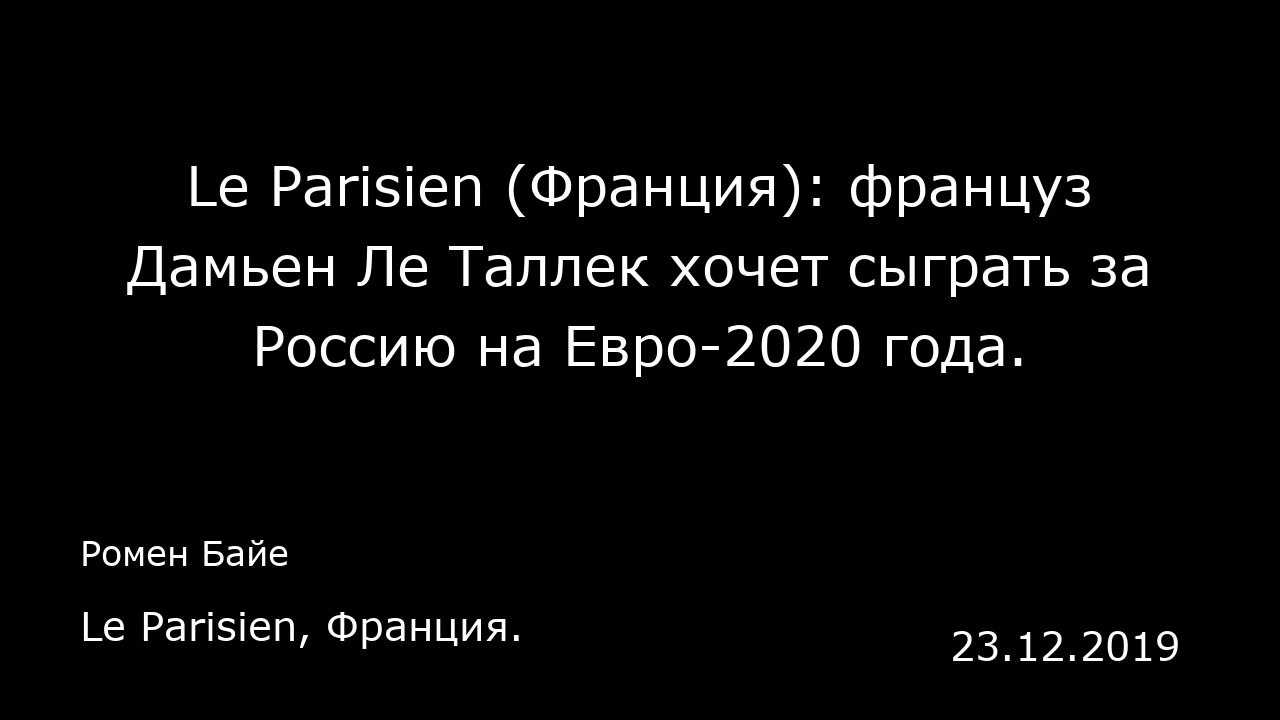 Le Parisien (Франция): француз
Дамьен Ле Таллек хочет сыграть за
Россию на Евро-2020 года.
Ромен Байе
Le Parisien, Франция.
23.12.2019